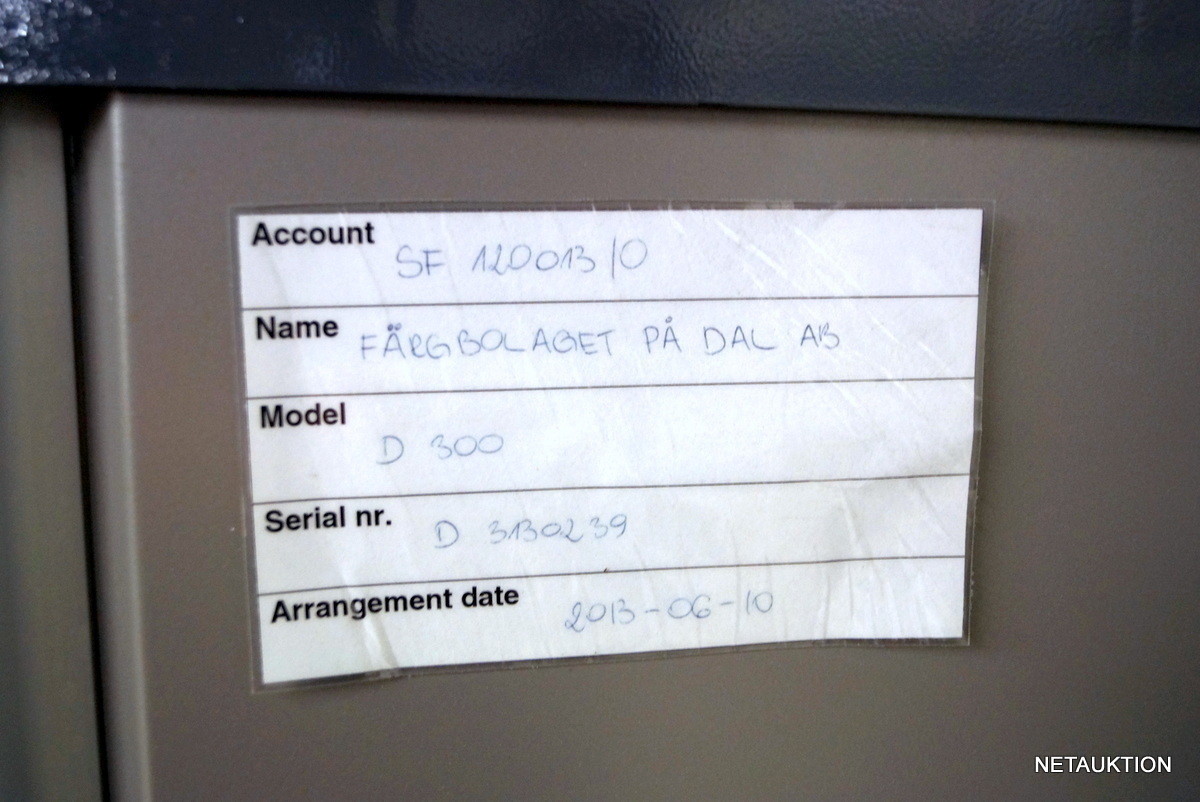 Account SF 120013/0
Name FÄRGBOLAGET PÅ DAL AB
Model D 300
Serial nr. D 3130239
Arrangement date 2013-06-10
NETAUKTION